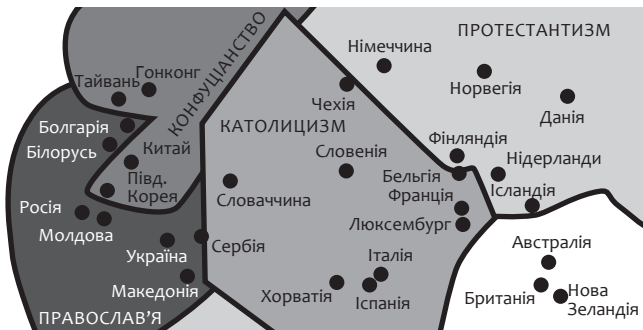 ПРОТЕСТАНТИЗМ
Німеччина
Норвегія
Данія
Чехія
Фінляндія
Нідерланди
Ісландія
КОНФУЦІАНСТВО
Тайвань
Гонконг
Китай
Півд.
Корея
КАТОЛИЦИЗМ
Словенія
Бельгія
Франція
Словаччина
Люксембург
Італія
Хорватія
Іспанія
Сербія
Болгарія
Білорусь
Росія
Молдова
Україна
Македонія
ПРАВОСЛАВ’Я
Австралія
Британія
Нова
Зеландія